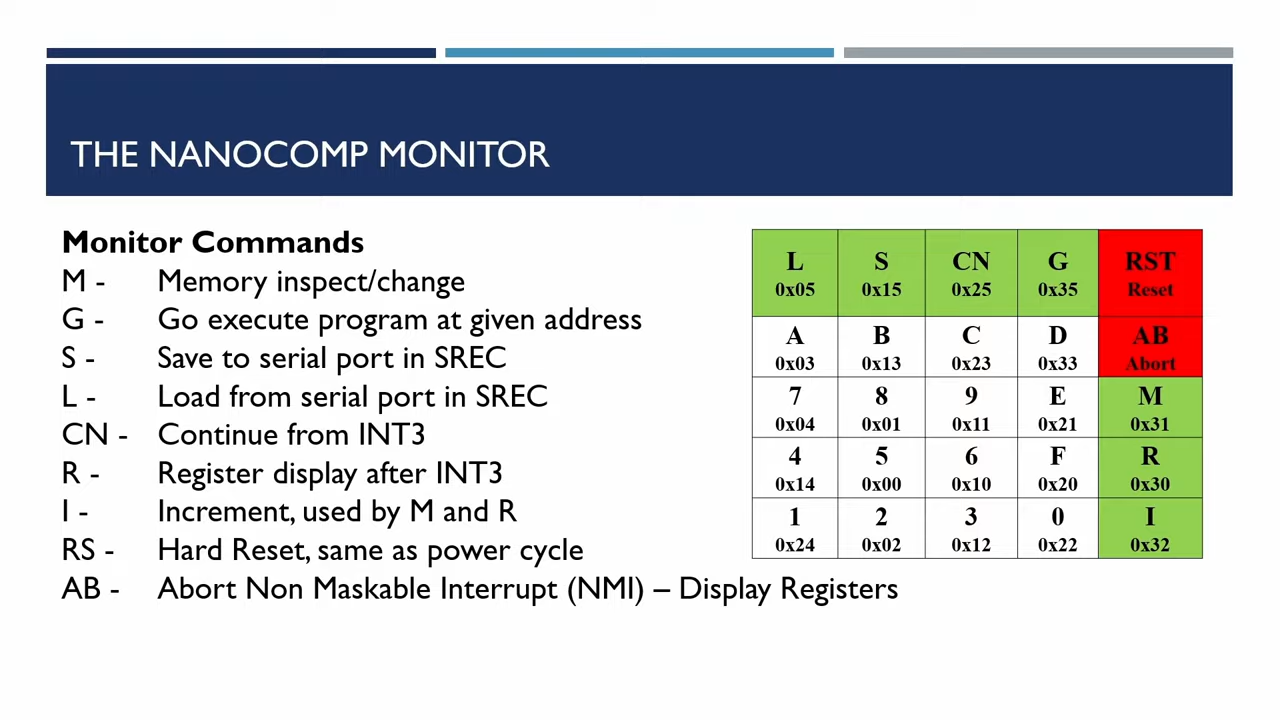 THE NANOCOMP MONITOR
Monitor Commands
M - Memory inspect/change
G - Go execute program at given address
S - Save to serial port in SREC
L - Load from serial port in SREC
CN - Continue from INT3
R - Register display after INT3
I - Increment, used by M and R
RS - Hard Reset, same as power cycle
AB - Abort Non Maskable Interrupt (NMI) – Display Registers
L S CN G RST
0x05 0x15 0x25 0x35 Reset
A B C D AB
0x03 0x13 0x23 0x33 Abort
7 8 9 E M
0x04 0x01 0x11 0x21 0x31
4 5 6 F R
0x14 0x00 0x10 0x20 0x30
1 2 3 0 I
0x24 0x02 0x12 0x22 0x32